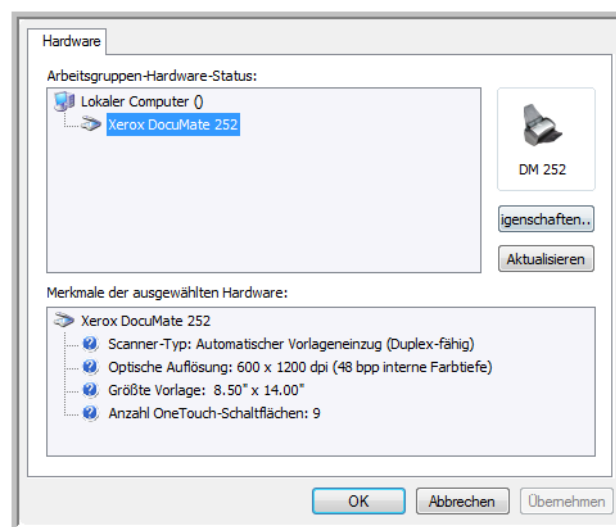 Hardware
Arbeitsgruppen-Hardware-Status:
Lokaler Computer ()
Xerox DocuMate 252
DM 252
igenschaften..
Aktualisieren
Merkmale der ausgewählten Hardware:
Xerox DocuMate 252
Scanner-Typ: Automatischer Vorlageneinzug (Duplex-fähig)
Optische Auflösung: 600 x 1200 dpi (48 bpp interne Farbtiefe)
Größte Vorlage: 8.50" x 14.00"
Anzahl OneTouch-Schaltflächen: 9
OK Abbrechen Übernehmen